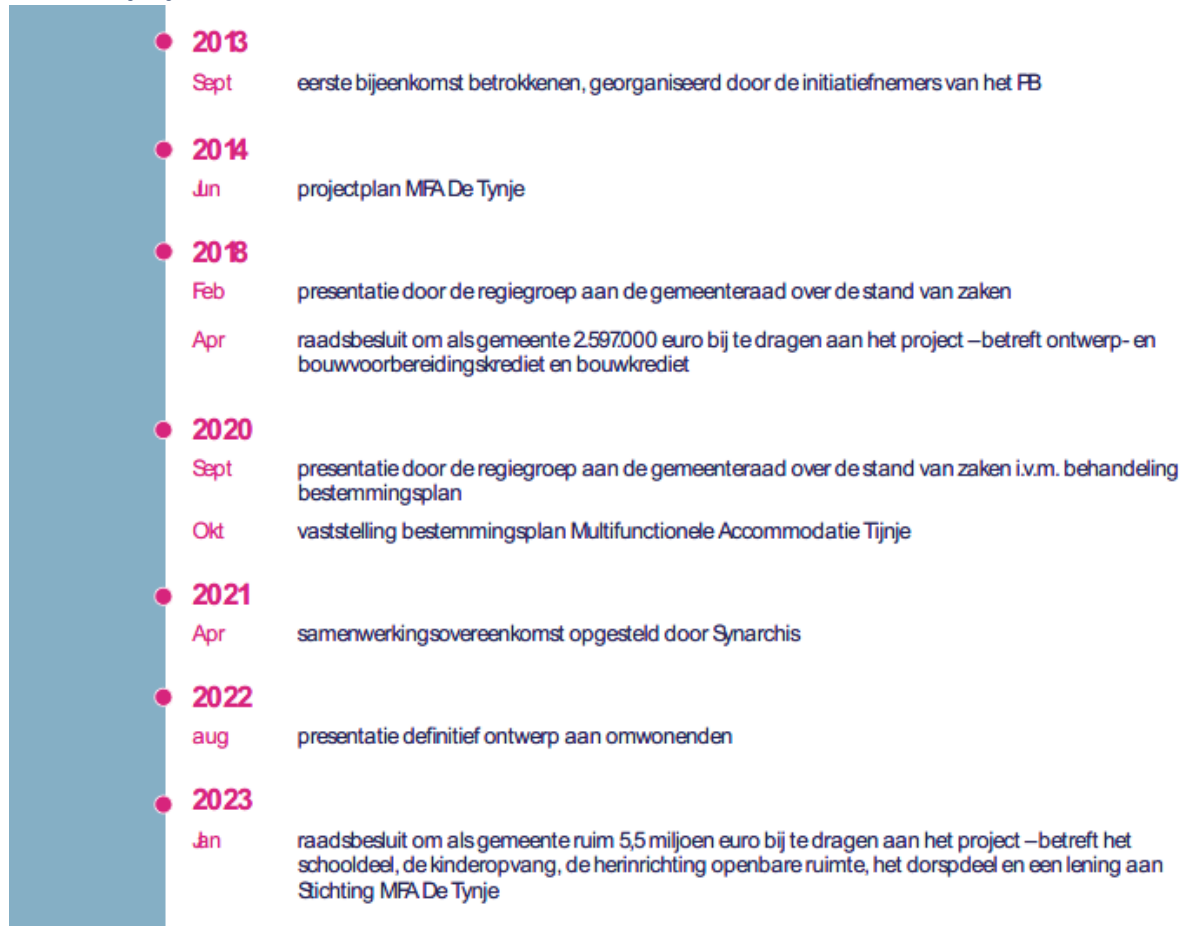 2013
Sept eerste bijeenkomst betrokkenen, georganiseerd door de initiatiefnemers van het PB
2014
Jun projectplan MFA De Tynje
2018
Feb presentatie door de regiegroep aan de gemeenteraad over de stand van zaken
Apr raadsbesluit om als gemeente 2.597.000 euro bij te dragen aan het project – betreft ontwerp- en
bouwvoorbereidingskrediet en bouwkrediet
2020
Sept presentatie door de regiegroep aan de gemeenteraad over de stand van zaken i.v.m. behandeling
bestemmingsplan
Okt vaststelling bestemmingsplan Multifunctionele Accommodatie Tijnje
2021
Apr samenwerkingsovereenkomst opgesteld door Synarchis
2022
aug presentatie definitief ontwerp aan omwonenden
2023
Jan raadsbesluit om als gemeente ruim 5,5 miljoen euro bij te dragen aan het project – betreft het
schooldeel, de kinderopvang, de herinrichting openbare ruimte, het dorpsdeel en een lening aan
Stichting MFA De Tynje